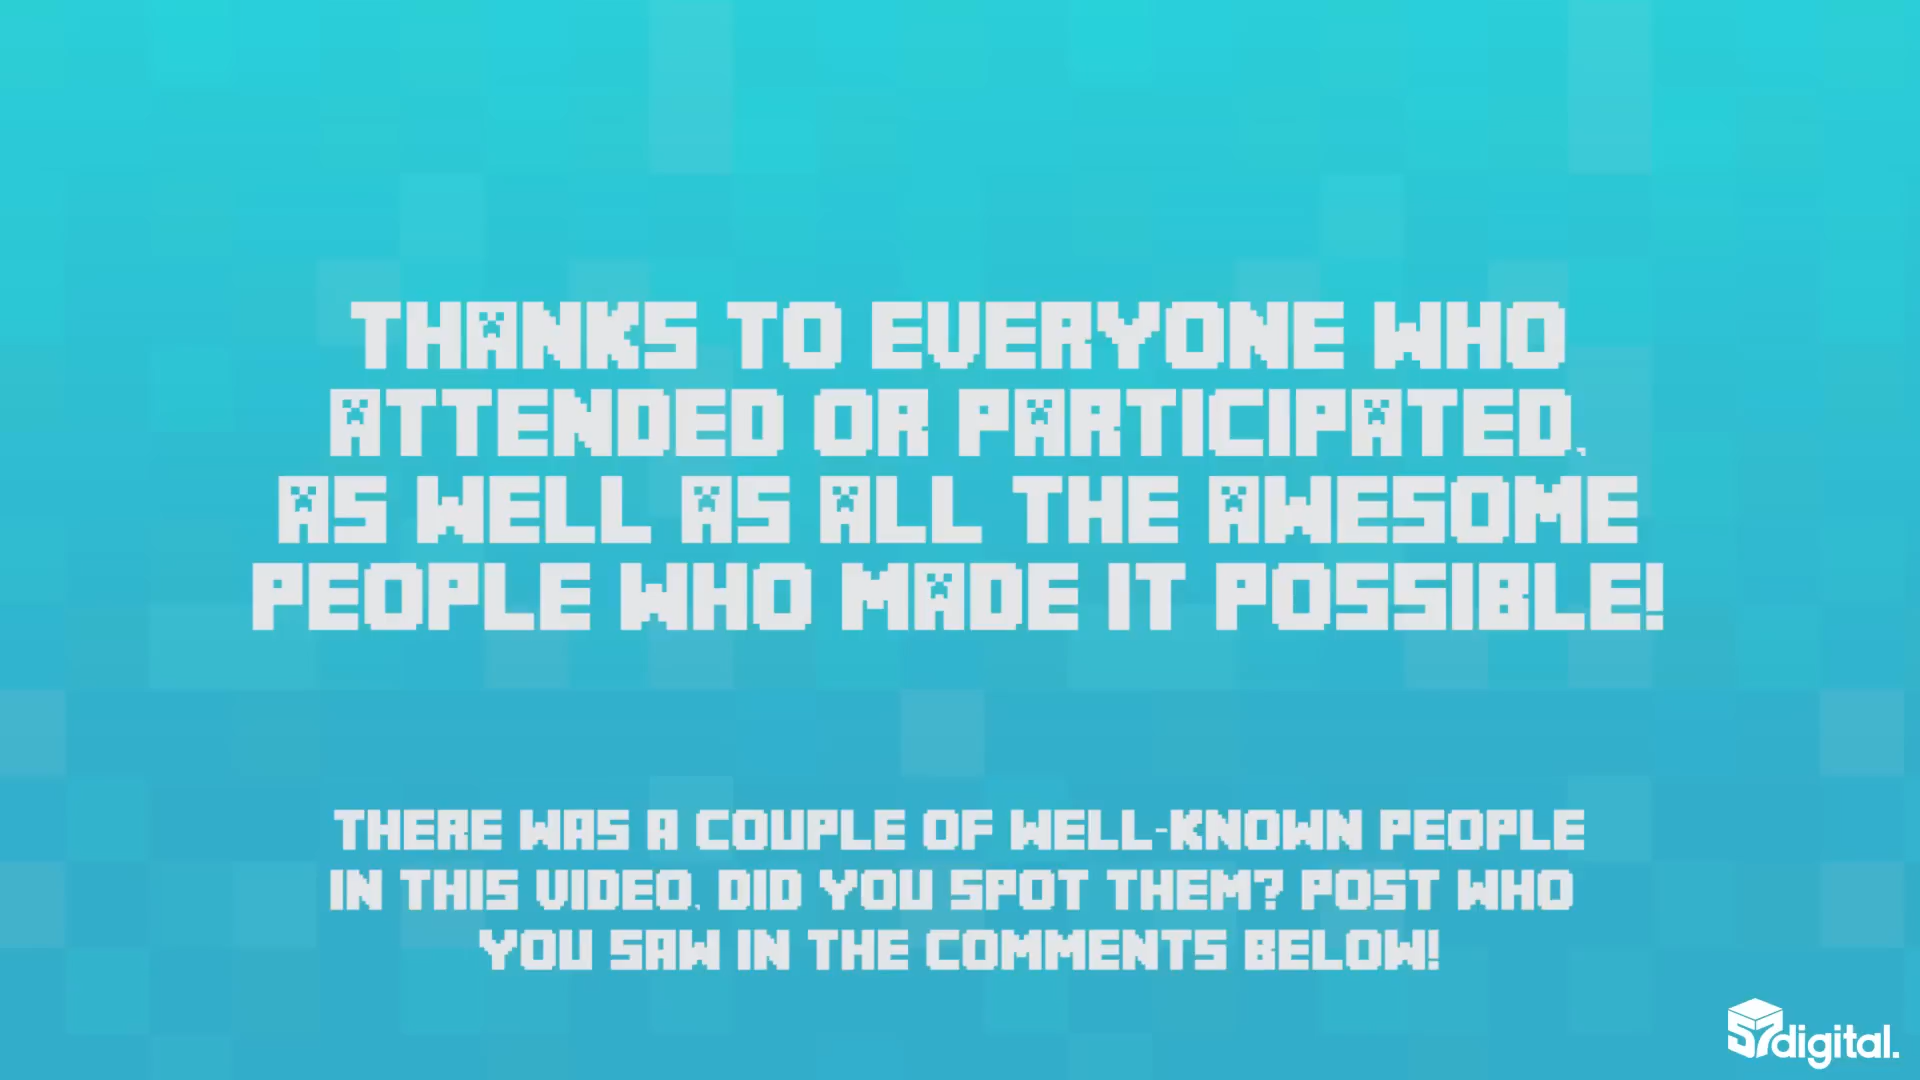 THANKS TO EVERYONE WHO
ATTENDED OR PARTICIPATED,
AS WELL AS ALL THE AWESOME
PEOPLE WHO MADE IT POSSIBLE!
THERE WAS A COUPLE OF WELL-KNOWN PEOPLE
IN THIS VIDEO, DID YOU SPOT THEM? POST WHO
YOU SAW IN THE COMMENTS BELOW!
57digital.